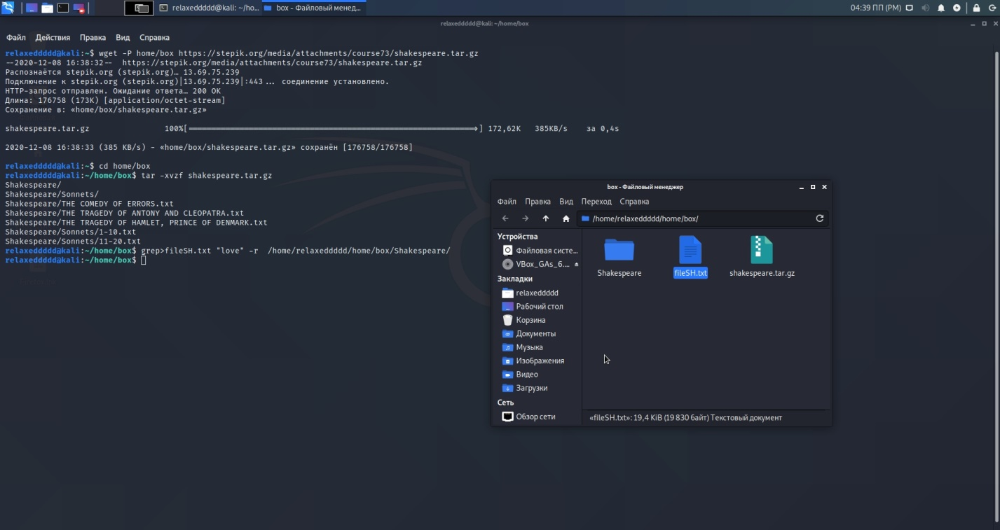 relaxeddddd@kali: ~/ho...
box - Файловый менед...
04:39 ПП (PM)
relaxeddddd@kali: ~/home/box
Файл Действия Правка Вид Справка
relaxeddddd@kali:~$ wget -P home/box https://stepik.org/media/attachments/course73/shakespeare.tar.gz
--2020-12-08 16:38:32-- https://stepik.org/media/attachments/course73/shakespeare.tar.gz
Распознаётся stepik.org (stepik.org)… 13.69.75.239
Подключение к stepik.org (stepik.org)|13.69.75.239|:443... соединение установлено.
HTTP-запрос отправлен. Ожидание ответа… 200 OK
Длина: 176758 (173K) [application/octet-stream]
Сохранение в: «home/box/shakespeare.tar.gz»
shakespeare.tar.gz 100%[===================>] 172,62K 385KB/s за 0,4s
2020-12-08 16:38:33 (385 KB/s) - «home/box/shakespeare.tar.gz» сохранён [176758/176758]
relaxeddddd@kali:~$ cd home/box
relaxeddddd@kali:~/home/box$ tar -xvzf shakespeare.tar.gz
Shakespeare/
Shakespeare/Sonnets/
Shakespeare/THE COMEDY OF ERRORS.txt
Shakespeare/THE TRAGEDY OF ANTONY AND CLEOPATRA.txt
Shakespeare/THE TRAGEDY OF HAMLET, PRINCE OF DENMARK.txt
Shakespeare/Sonnets/1-10.txt
Shakespeare/Sonnets/11-20.txt
relaxeddddd@kali:~/home/box$ grep>fileSH.txt "love" -r  /home/relaxeddddd/home/box/Shakespeare/
relaxeddddd@kali:~/home/box$
box - Файловый менеджер
Файл Правка Вид Переход Справка
/home/relaxeddddd/home/box/
Устройства
Файловая систе...
VBox_GAs_6....
Закладки
relaxeddddd
Рабочий стол
Корзина
Документы
Музыка
Изображения
Видео
Загрузки
Сеть
Обзор сети
Shakespeare
fileSH.txt
shakespeare.tar.gz
«fileSH.txt»: 19,4 KiB (19 830 байт) Текстовый документ